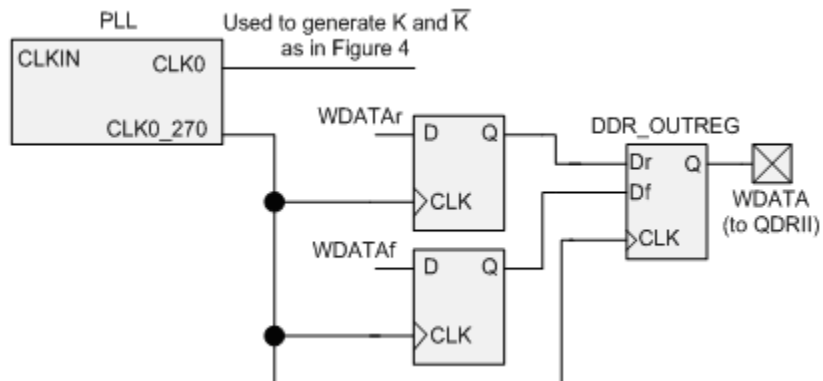 PLL
Used to generate K and K̅
as in Figure 4
CLKIN
CLK0
CLK0_270
WDATAr
D
Q
CLK
WDATAf
D
Q
CLK
DDR_OUTREG
Dr
Q
Df
CLK
WDATA
(to QDRII)